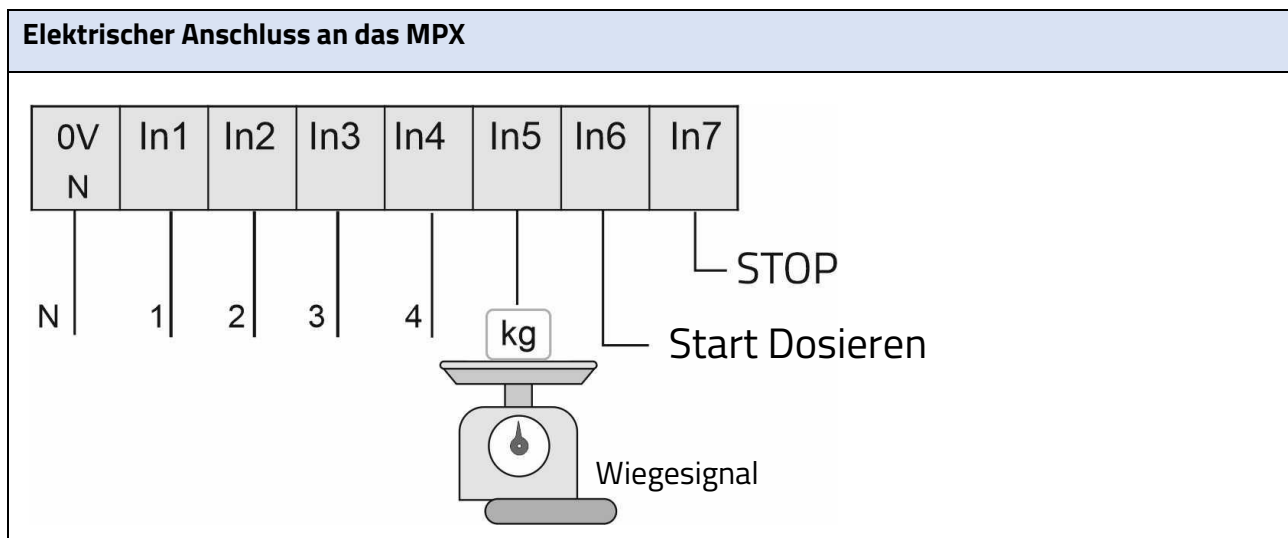 Elektrischer Anschluss an das MPX
0V In1 In2 In3 In4 In5 In6 In7
N
STOP
N 1 2 3 4 kg Start Dosieren
Wiegesignal